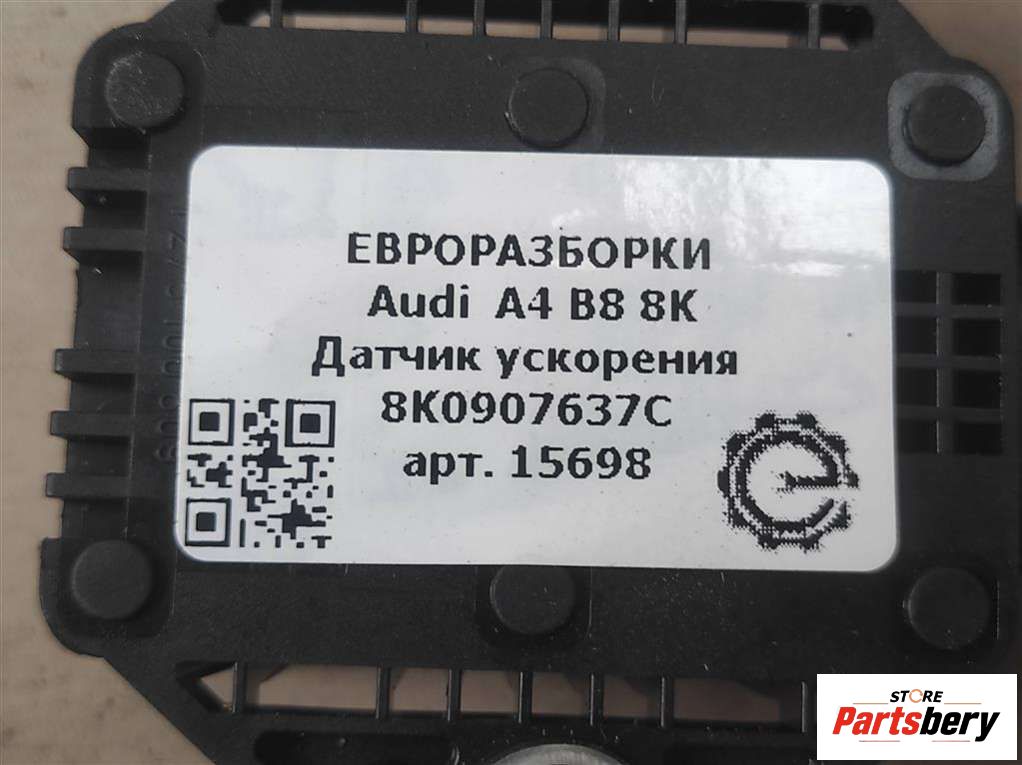 ЕВРОРАЗБОРКИ
Audi A4 B8 8K
Датчик ускорения
8K0907637C
арт. 15698
STORE
Partsbery